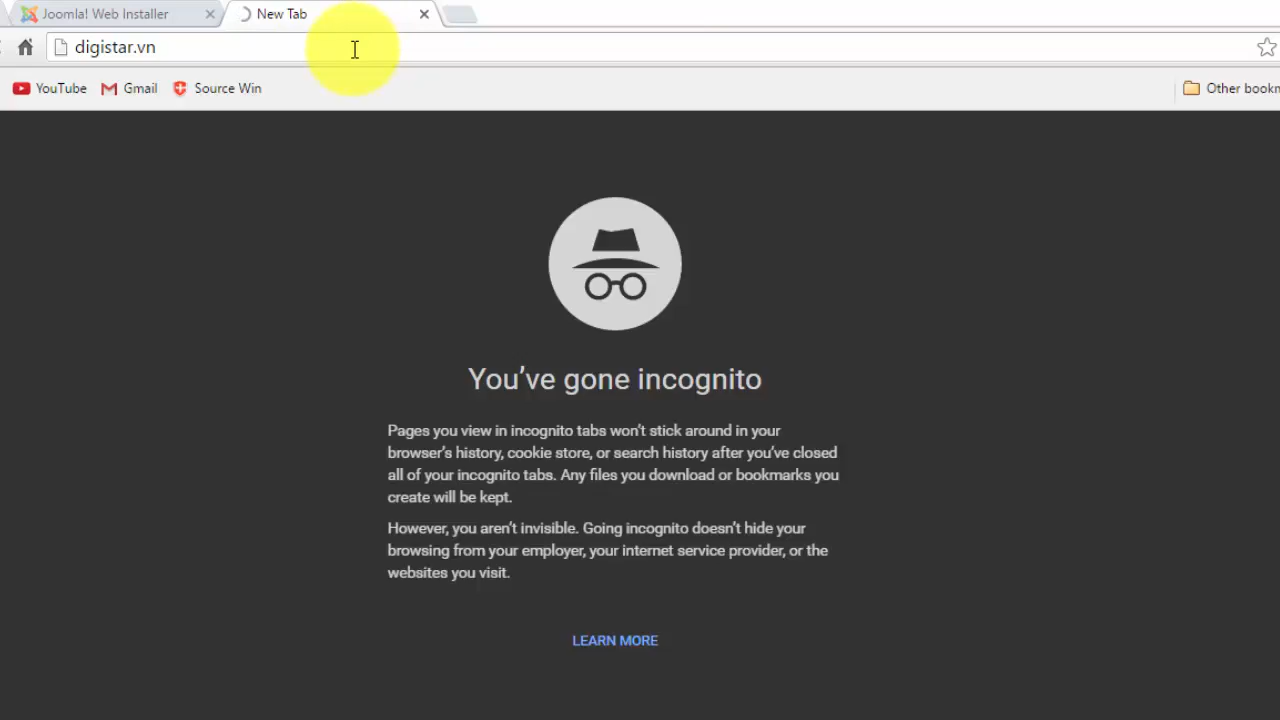 Joomla! Web Installer
New Tab
digistar.vn
YouTube
Gmail
Source Win
Other bookm
You've gone incognito
Pages you view in incognito tabs won't stick around in your
browser's history, cookie store, or search history after you've closed
all of your incognito tabs. Any files you download or bookmarks you
create will be kept.
However, you aren't invisible. Going incognito doesn't hide your
browsing from your employer, your internet service provider, or the
websites you visit.
LEARN MORE